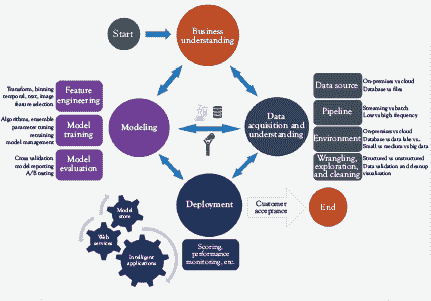 Start
Business
understanding
Transform, binning
temporal, text, image
feature selection
Feature
engineering
Algorithms, ensemble
parameter tuning
retraining
model management
Model
training
Cross validation
model reporting
A/B testing
Model
evaluation
Modeling
Data
acquisition and
understanding
Data source
On-premises vs cloud
Database vs files
Pipeline
Streaming vs batch
Low vs high frequency
Environment
On-premises vs cloud
Database vs data lake vs.
Small vs medium vs big data
Wrangling,
exploration,
and cleaning
Structured vs unstructured
Data validation and cleanup
visualization
Deployment
Customer
acceptance
End
Scoring,
performance
monitoring, etc.
Model
store
Web
services
Intelligent
applications